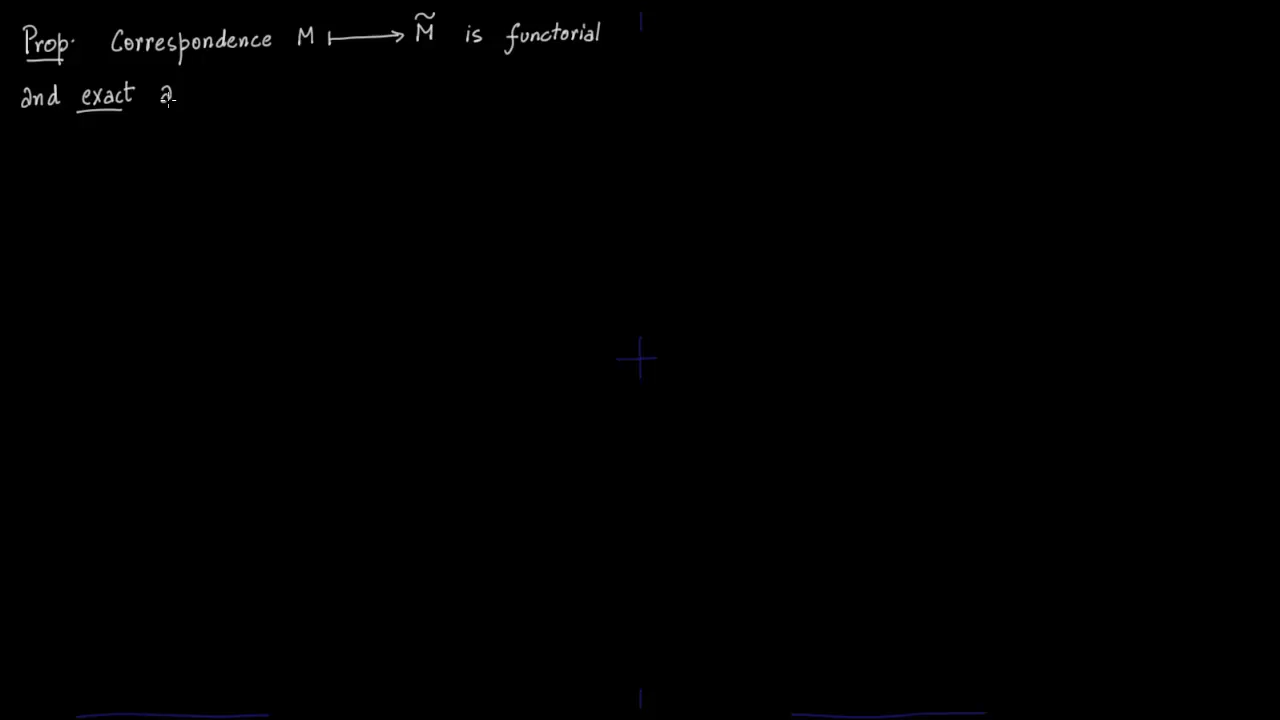 Prop. Correspondence M ⟼ M̃ is functorial
and exact a